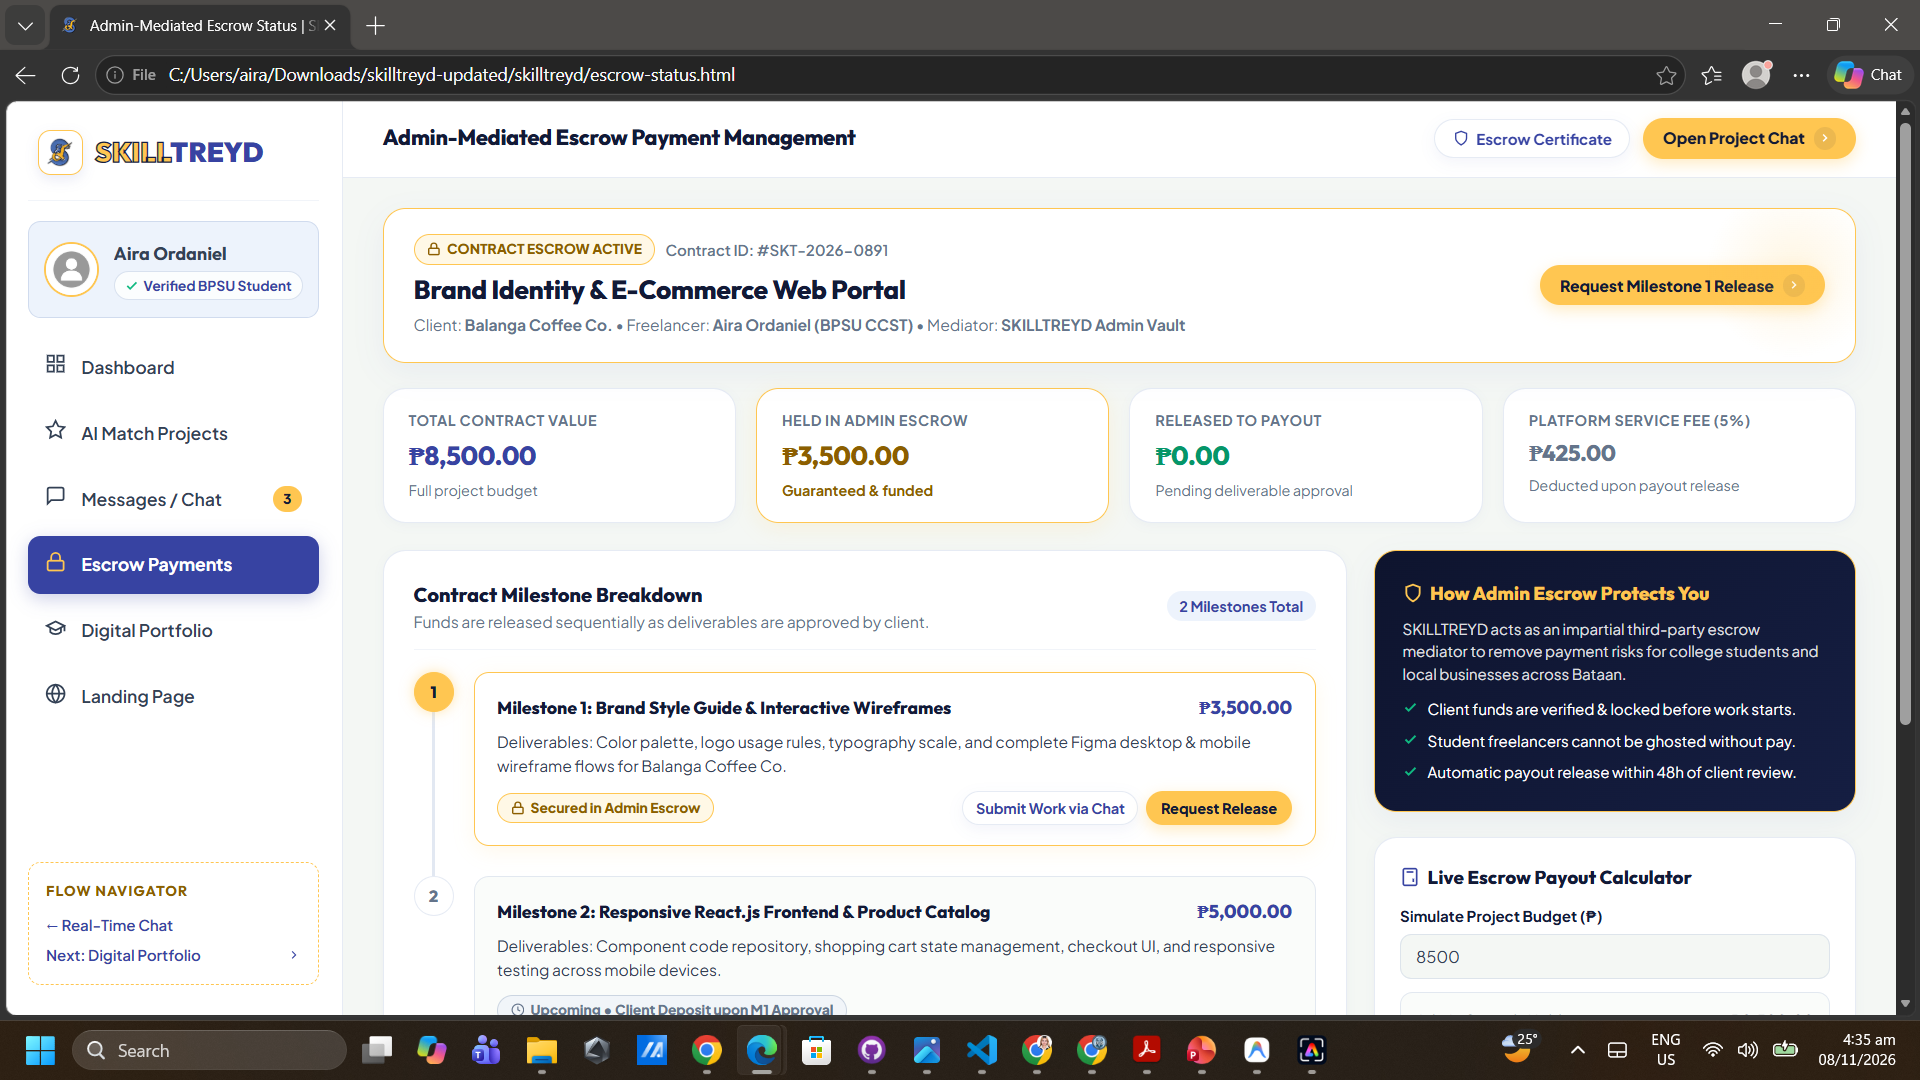 Admin-Mediated Escrow Status | S
File C:/Users/aira/Downloads/skilltreyd-updated/skilltreyd/escrow-status.html
Chat
SKILLTREYD
Aira Ordaniel
Verified BPSU Student
Dashboard
AI Match Projects
Messages / Chat 3
Escrow Payments
Digital Portfolio
Landing Page
FLOW NAVIGATOR
← Real-Time Chat
Next: Digital Portfolio
Admin-Mediated Escrow Payment Management
Escrow Certificate
Open Project Chat
CONTRACT ESCROW ACTIVE Contract ID: #SKT-2026-0891
Brand Identity & E-Commerce Web Portal
Client: Balanga Coffee Co. • Freelancer: Aira Ordaniel (BPSU CCST) • Mediator: SKILLTREYD Admin Vault
Request Milestone 1 Release
TOTAL CONTRACT VALUE
₱8,500.00
Full project budget
HELD IN ADMIN ESCROW
₱3,500.00
Guaranteed & funded
RELEASED TO PAYOUT
₱0.00
Pending deliverable approval
PLATFORM SERVICE FEE (5%)
₱425.00
Deducted upon payout release
Contract Milestone Breakdown
Funds are released sequentially as deliverables are approved by client.
2 Milestones Total
1
Milestone 1: Brand Style Guide & Interactive Wireframes ₱3,500.00
Deliverables: Color palette, logo usage rules, typography scale, and complete Figma desktop & mobile
wireframe flows for Balanga Coffee Co.
Secured in Admin Escrow
Submit Work via Chat
Request Release
2
Milestone 2: Responsive React.js Frontend & Product Catalog ₱5,000.00
Deliverables: Component code repository, shopping cart state management, checkout UI, and responsive
testing across mobile devices.
Upcoming • Client Deposit upon M1 Approval
How Admin Escrow Protects You
SKILLTREYD acts as an impartial third-party escrow
mediator to remove payment risks for college students and
local businesses across Bataan.
Client funds are verified & locked before work starts.
Student freelancers cannot be ghosted without pay.
Automatic payout release within 48h of client review.
Live Escrow Payout Calculator
Simulate Project Budget (₱)
8500
Search
25°
ENG
US
4:35 am
08/11/2026